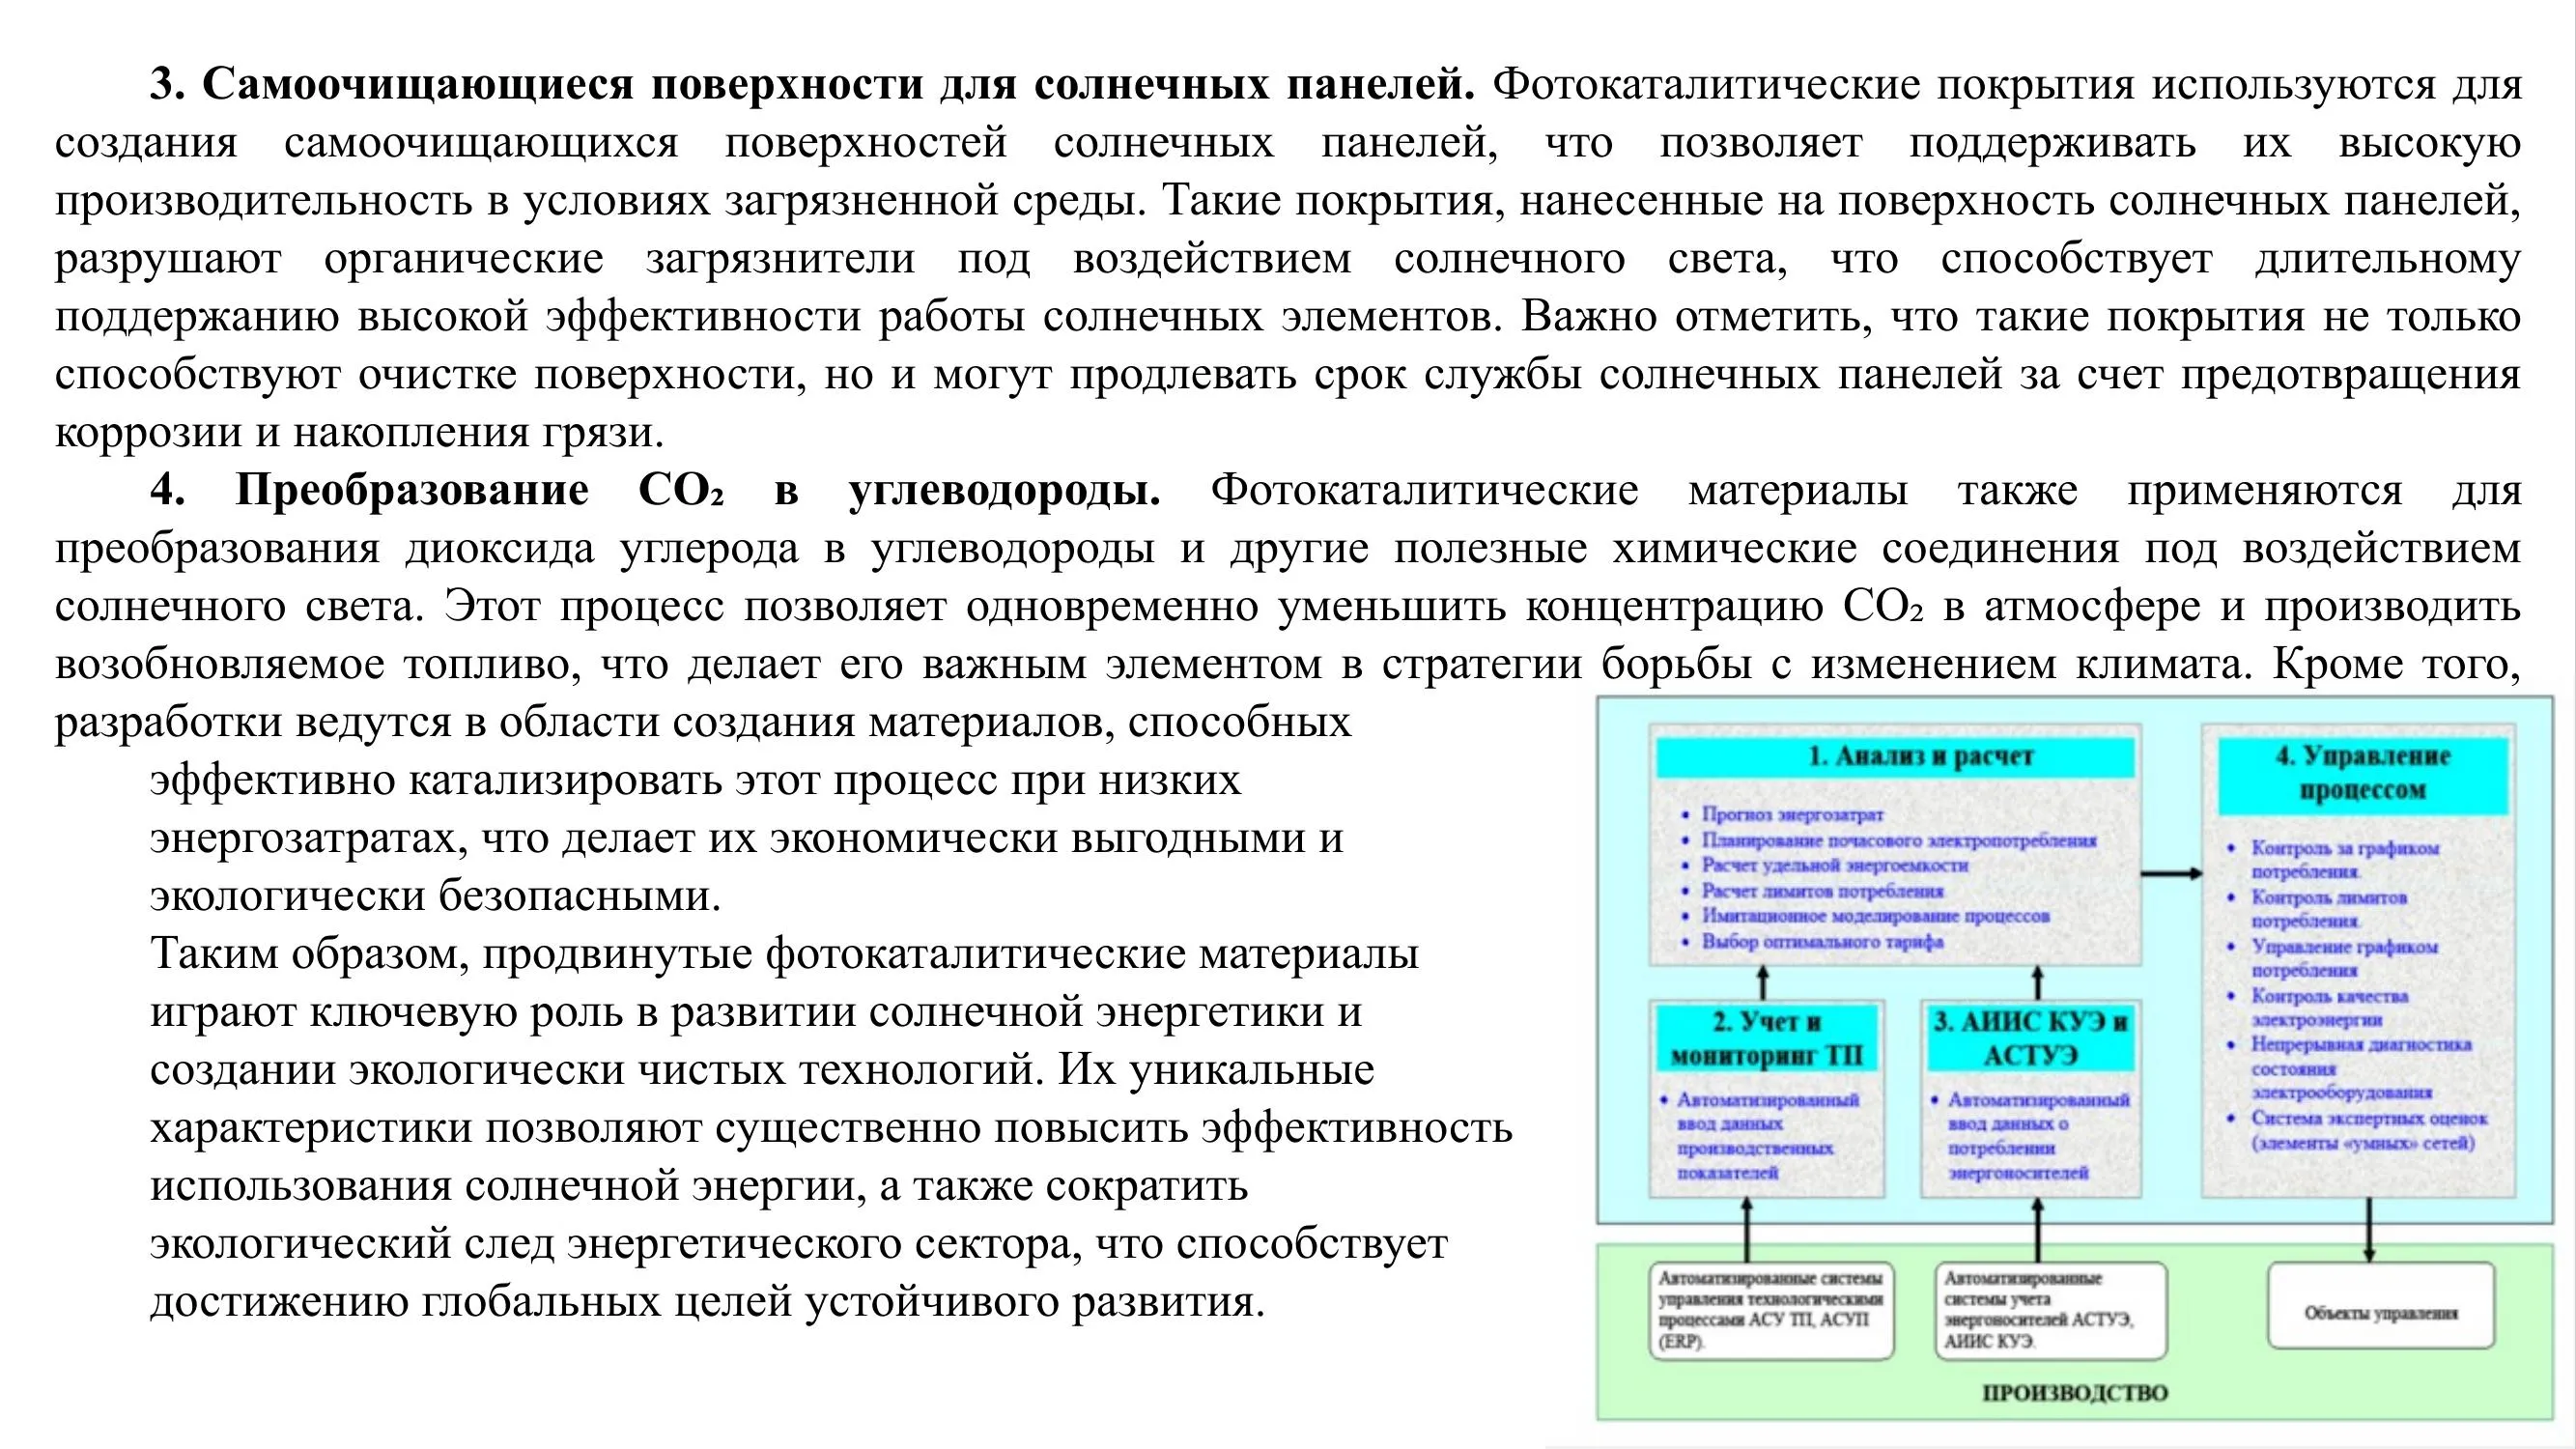 3. Самоочищающиеся поверхности для солнечных панелей. Фотокаталитические покрытия используются для
создания самоочищающихся поверхностей солнечных панелей, что позволяет поддерживать их высокую
производительность в условиях загрязненной среды. Такие покрытия, нанесенные на поверхность солнечных панелей,
разрушают органические загрязнители под воздействием солнечного света, что способствует длительному
поддержанию высокой эффективности работы солнечных элементов. Важно отметить, что такие покрытия не только
способствуют очистке поверхности, но и могут продлевать срок службы солнечных панелей за счет предотвращения
коррозии и накопления грязи.
4. Преобразование CO₂ в углеводороды. Фотокаталитические материалы также применяются для
преобразования диоксида углерода в углеводороды и другие полезные химические соединения под воздействием
солнечного света. Этот процесс позволяет одновременно уменьшить концентрацию CO₂ в атмосфере и производить
возобновляемое топливо, что делает его важным элементом в стратегии борьбы с изменением климата. Кроме того,
разработки ведутся в области создания материалов, способных
эффективно катализировать этот процесс при низких
энергозатратах, что делает их экономически выгодными и
экологически безопасными.
Таким образом, продвинутые фотокаталитические материалы
играют ключевую роль в развитии солнечной энергетики и
создании экологически чистых технологий. Их уникальные
характеристики позволяют существенно повысить эффективность
использования солнечной энергии, а также сократить
экологический след энергетического сектора, что способствует
достижению глобальных целей устойчивого развития.
1. Анализ и расчет
• Прогноз энергозатрат
• Планирование почасового электропотребления
• Расчет удельной энергоемкости
• Расчет лимитов потребления
• Имитационное моделирование процессов
• Выбор оптимального тарифа
2. Учет и
мониторинг ТП
• Автоматизированный
ввод данных
производственных
показателей
3. АИИС КУЭ и
АСТУЭ
• Автоматизированный
ввод данных о
потреблении
энергоносителей
4. Управление
процессом
• Контроль за графиком
потребления.
• Контроль лимитов
потребления.
• Управление графиком
потребления
• Контроль качества
электроэнергии
• Непрерывная диагностика
состояния
электрооборудования
• Система экспертных оценок
(элементы «умных» сетей)
Автоматизированные системы
управления технологическими
процессами АСУ ТП, АСУП
(ERP).
Автоматизированные
системы учета
энергоносителей АСТУЭ,
АИИС КУЭ.
Объекты управления
ПРОИЗВОДСТВО